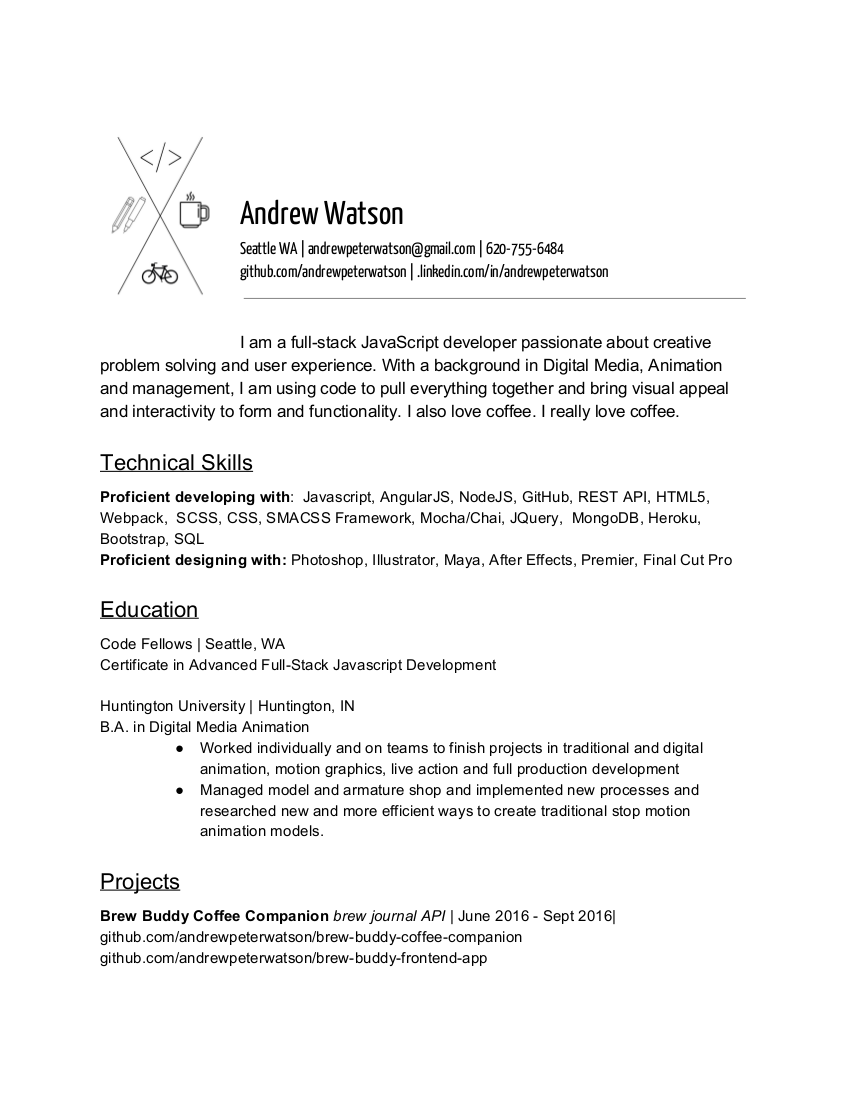 </>
Andrew Watson
Seattle WA | andrewpeterwatson@gmail.com | 620-755-6484
github.com/andrewpeterwatson | .linkedin.com/in/andrewpeterwatson
I am a full-stack JavaScript developer passionate about creative
problem solving and user experience. With a background in Digital Media, Animation
and management, I am using code to pull everything together and bring visual appeal
and interactivity to form and functionality. I also love coffee. I really love coffee.
Technical Skills
Proficient developing with:  Javascript, AngularJS, NodeJS, GitHub, REST API, HTML5,
Webpack,  SCSS, CSS, SMACSS Framework, Mocha/Chai, JQuery,  MongoDB, Heroku,
Bootstrap, SQL
Proficient designing with: Photoshop, Illustrator, Maya, After Effects, Premier, Final Cut Pro
Education
Code Fellows | Seattle, WA
Certificate in Advanced Full-Stack Javascript Development
Huntington University | Huntington, IN
B.A. in Digital Media Animation
● Worked individually and on teams to finish projects in traditional and digital
animation, motion graphics, live action and full production development
● Managed model and armature shop and implemented new processes and
researched new and more efficient ways to create traditional stop motion
animation models.
Projects
Brew Buddy Coffee Companion brew journal API | June 2016 - Sept 2016|
github.com/andrewpeterwatson/brew-buddy-coffee-companion
github.com/andrewpeterwatson/brew-buddy-frontend-app